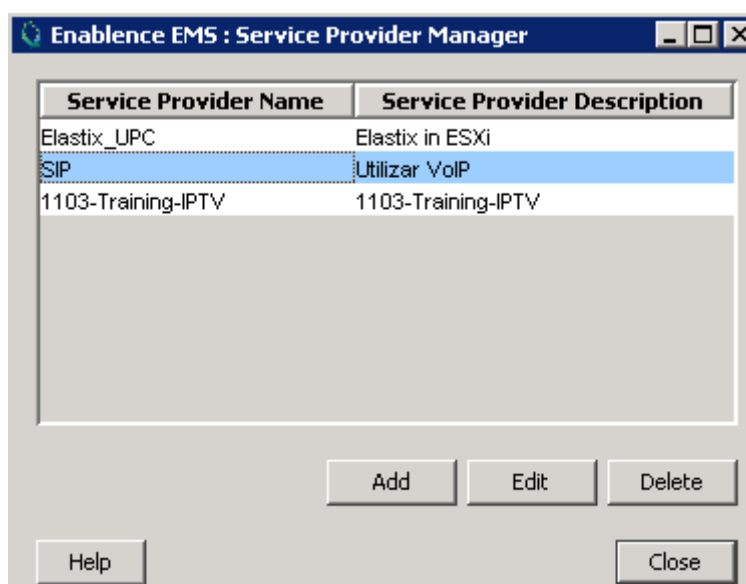 Enablence EMS : Service Provider Manager
Service Provider Name Service Provider Description
Elastix_UPC Elastix in ESXi
SIP Utilizar VoIP
1103-Training-IPTV 1103-Training-IPTV
Add Edit Delete
Help Close